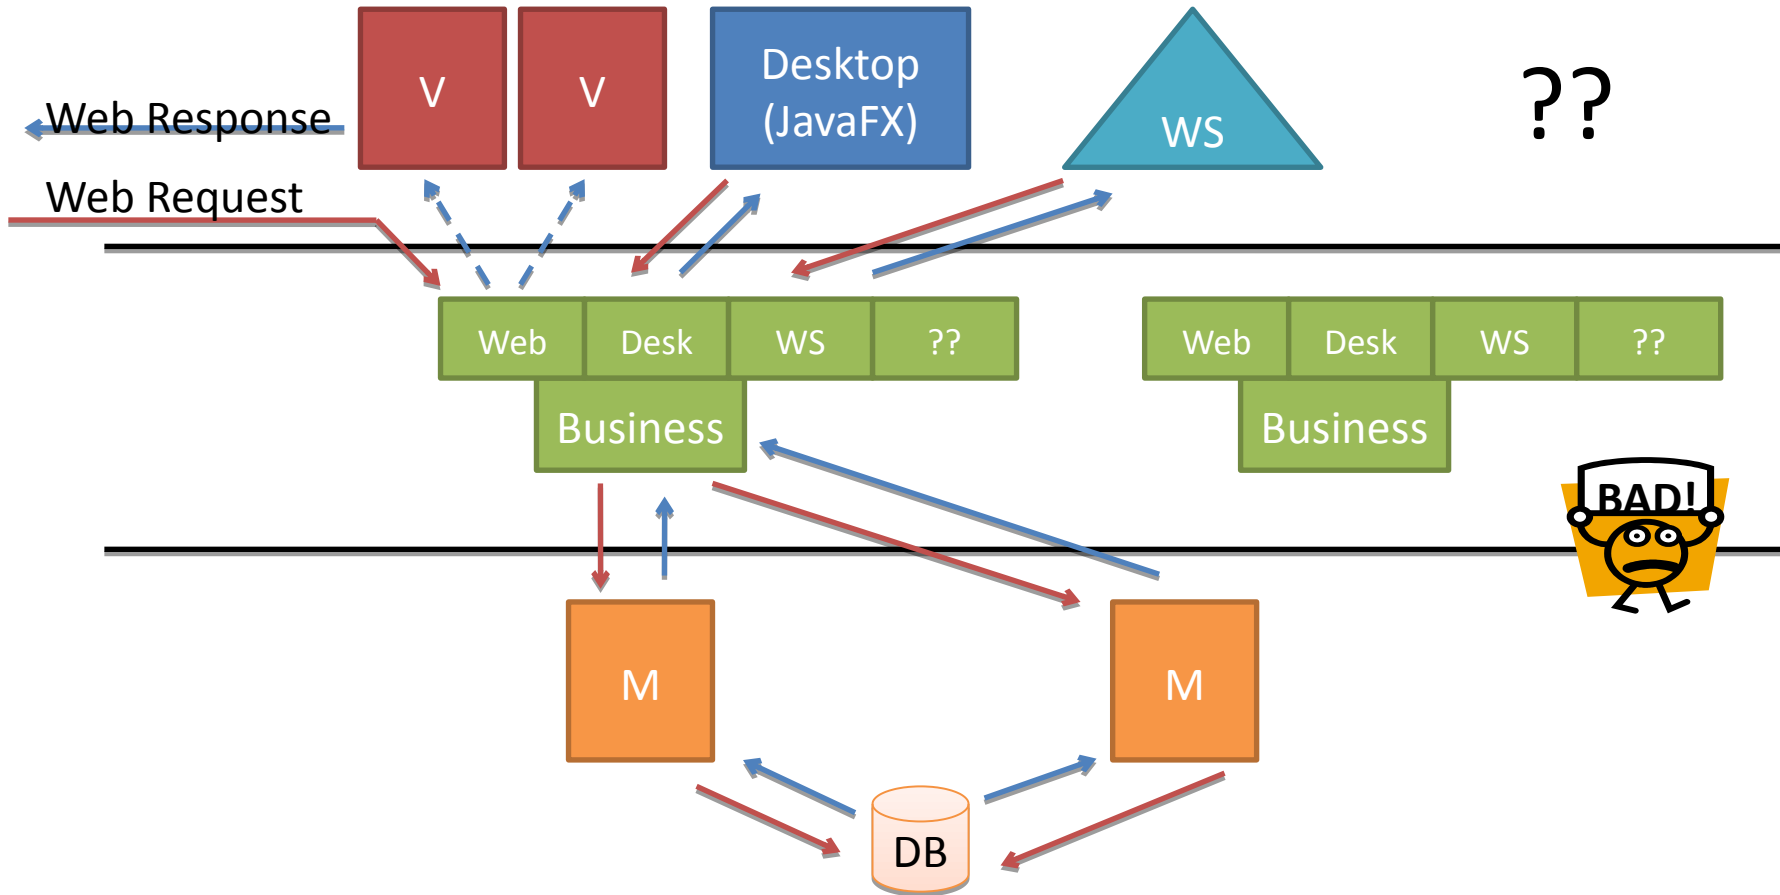 V
V
Desktop
(JavaFX)
WS
??
Web Response
Web Request
Web
Desk
WS
??
Web
Desk
WS
??
Business
Business
BAD!
M
M
DB